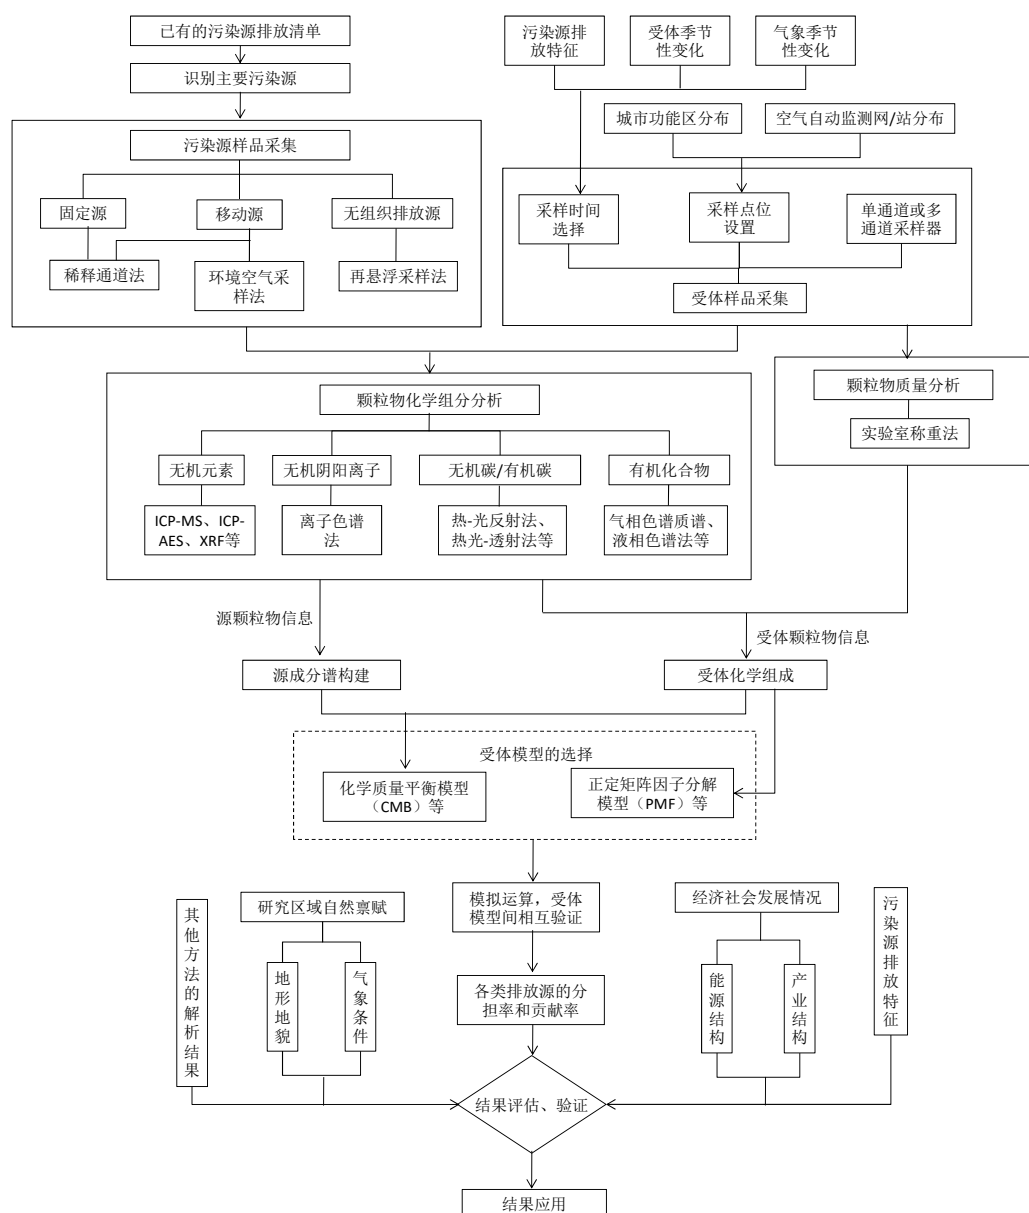 已有的污染源排放清单
识别主要污染源
污染源样品采集
固定源
移动源
无组织排放源
稀释通道法
环境空气采
样法
再悬浮采样法
污染源排
放特征
受体季节
性变化
气象季节
性变化
城市功能区分布
空气自动监测网/站分布
采样时间
选择
采样点位
设置
单通道或多
通道采样器
受体样品采集
颗粒物化学组分分析
无机元素
无机阴阳离子
无机碳/有机碳
有机化合物
ICP-MS、ICP-
AES、XRF等
离子色谱
法
热-光反射法、
热光-透射法等
气相色谱质谱、
液相色谱法等
颗粒物质量分析
实验室称重法
源颗粒物信息
受体颗粒物信息
源成分谱构建
受体化学组成
受体模型的选择
化学质量平衡模型
（CMB）等
正定矩阵因子分解
模型（PMF）等
模拟运算，受体
模型间相互验证
各类排放源的分
担率和贡献率
其他方法的解析结果
研究区域自然禀赋
地形地貌
气象条件
经济社会发展情况
能源结构
产业结构
污染源排放特征
结果评估、验证
结果应用